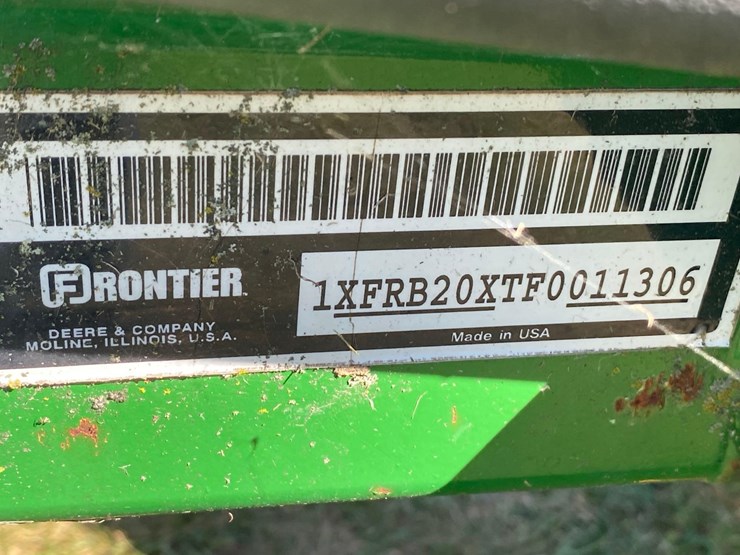 FRONTIER
DEERE & COMPANY
MOLINE, ILLINOIS, U.S.A.
1XFRB20XTF0011306
Made in USA